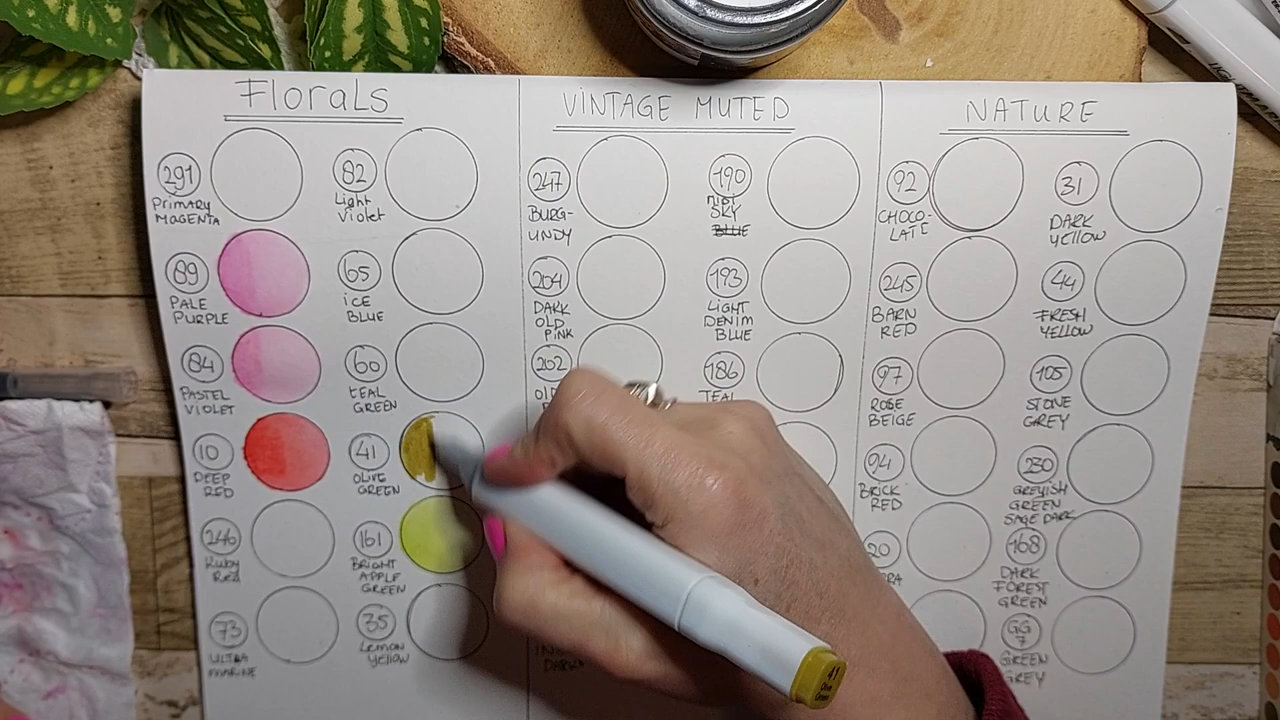 FloraLs
291
PRIMARY
MAGENTA
89
PALE
PURPLE
84
PASTEL
VIOLET
10
DEEP
RED
246
RUBY
RED
73
ULTRA
MARINE
82
Light
Violet
65
ICE
BLUE
60
TEAL
GREEN
41
OLIVE
GREEN
161
BRIGHT
APPLE
GREEN
35
LEMON
YELLOW
VINTAGE MUTED
247
BURG-
UNDY
204
DARK
OLD
PINK
202
190
SKY
BLUE
193
LIGHT
DENIM
BLUE
186
TEAL
NATURE
92
CHOCO-
LATE
245
BARN
RED
97
ROSE
BEIGE
94
BRICK
RED
20
31
DARK
YELLOW
44
FRESH
YELLOW
105
STONE
GREY
230
GREYISH
GREEN
SAGE DARK
168
DARK
FOREST
GREEN
GG
7
GREEN
GREY
41
Olive
Green